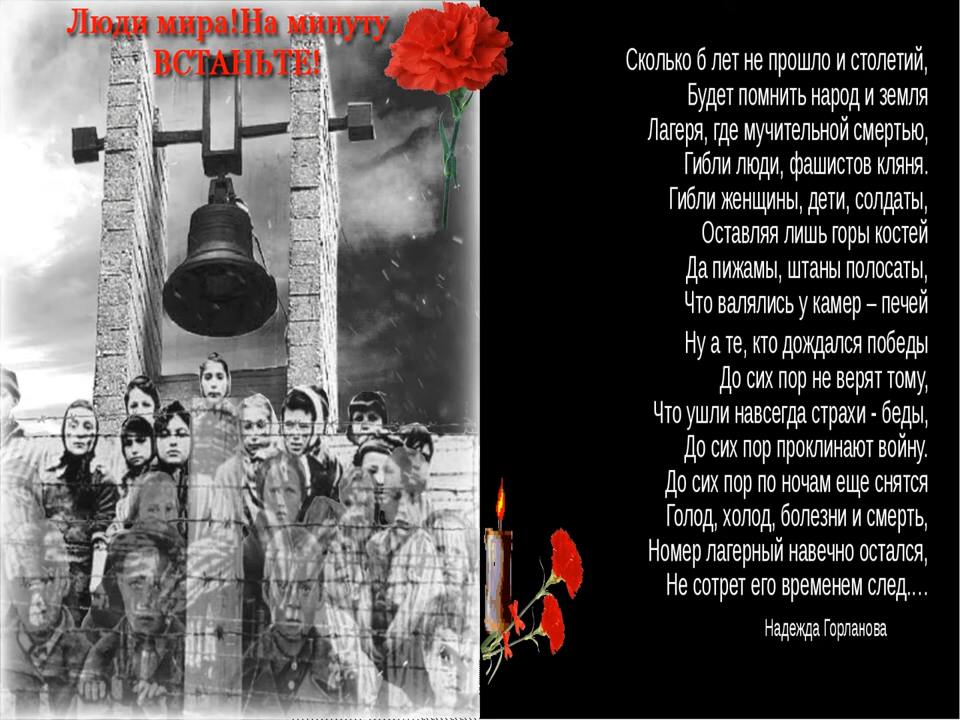 Люди мира!На минуту
ВСТАНЬТЕ!
Сколько б лет не прошло и столетий,
Будет помнить народ и земля
Лагеря, где мучительной смертью,
Гибли люди, фашистов кляня.
Гибли женщины, дети, солдаты,
Оставляя лишь горы костей
Да пижамы, штаны полосаты,
Что валялись у камер – печей
Ну а те, кто дождался победы
До сих пор не верят тому,
Что ушли навсегда страхи - беды,
До сих пор проклинают войну.
До сих пор по ночам еще снятся
Голод, холод, болезни и смерть,
Номер лагерный навечно остался,
Не сотрет его временем след.…
Надежда Горланова